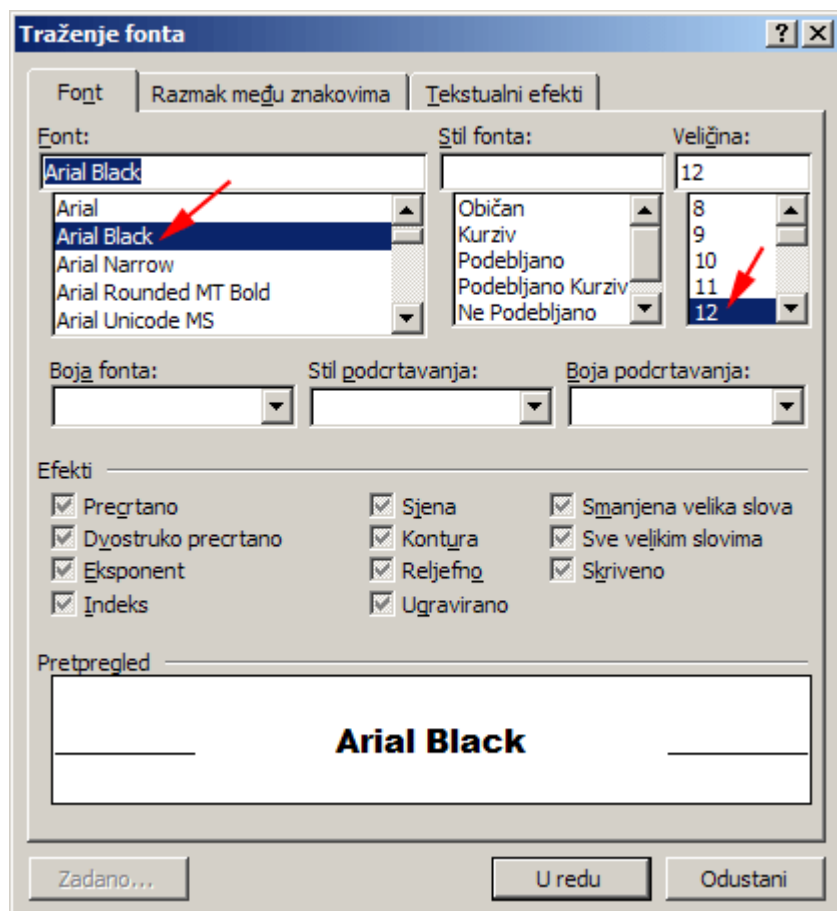 Traženje fonta
Font
Razmak među znakovima
Tekstualni efekti
Font:
Stil fonta:
Veličina:
Arial Black
12
Arial
Arial Black
Arial Narrow
Arial Rounded MT Bold
Arial Unicode MS
Običan
Kurziv
Podebljano
Podebljano Kurziv
Ne Podebljano
8
9
10
11
12
Boja fonta:
Stil podcrtavanja:
Boja podcrtavanja:
Efekti
Precrtano
Dvostruko precrtano
Eksponent
Indeks
Sjena
Kontura
Reljefno
Ugravirano
Smanjena velika slova
Sve velikim slovima
Skriveno
Pretpregled
Arial Black
Zadano...
U redu
Odustani